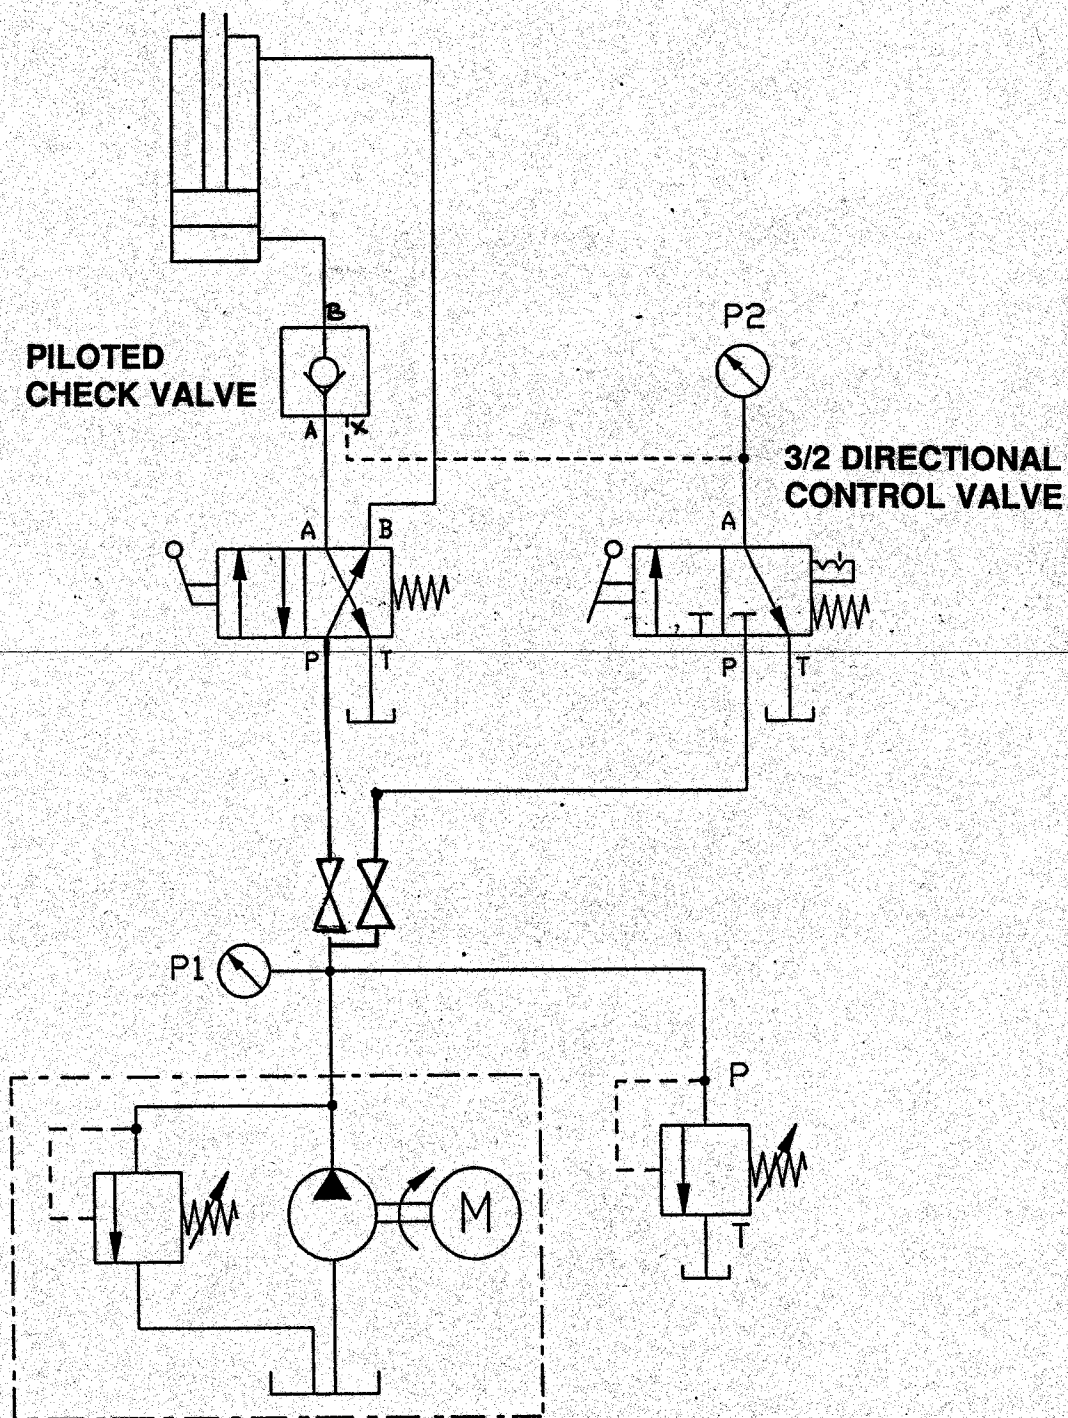 B
PILOTED
CHECK VALVE
A X
P2
3/2 DIRECTIONAL
CONTROL VALVE
A B
A
P T
P T
P1
P
M
T